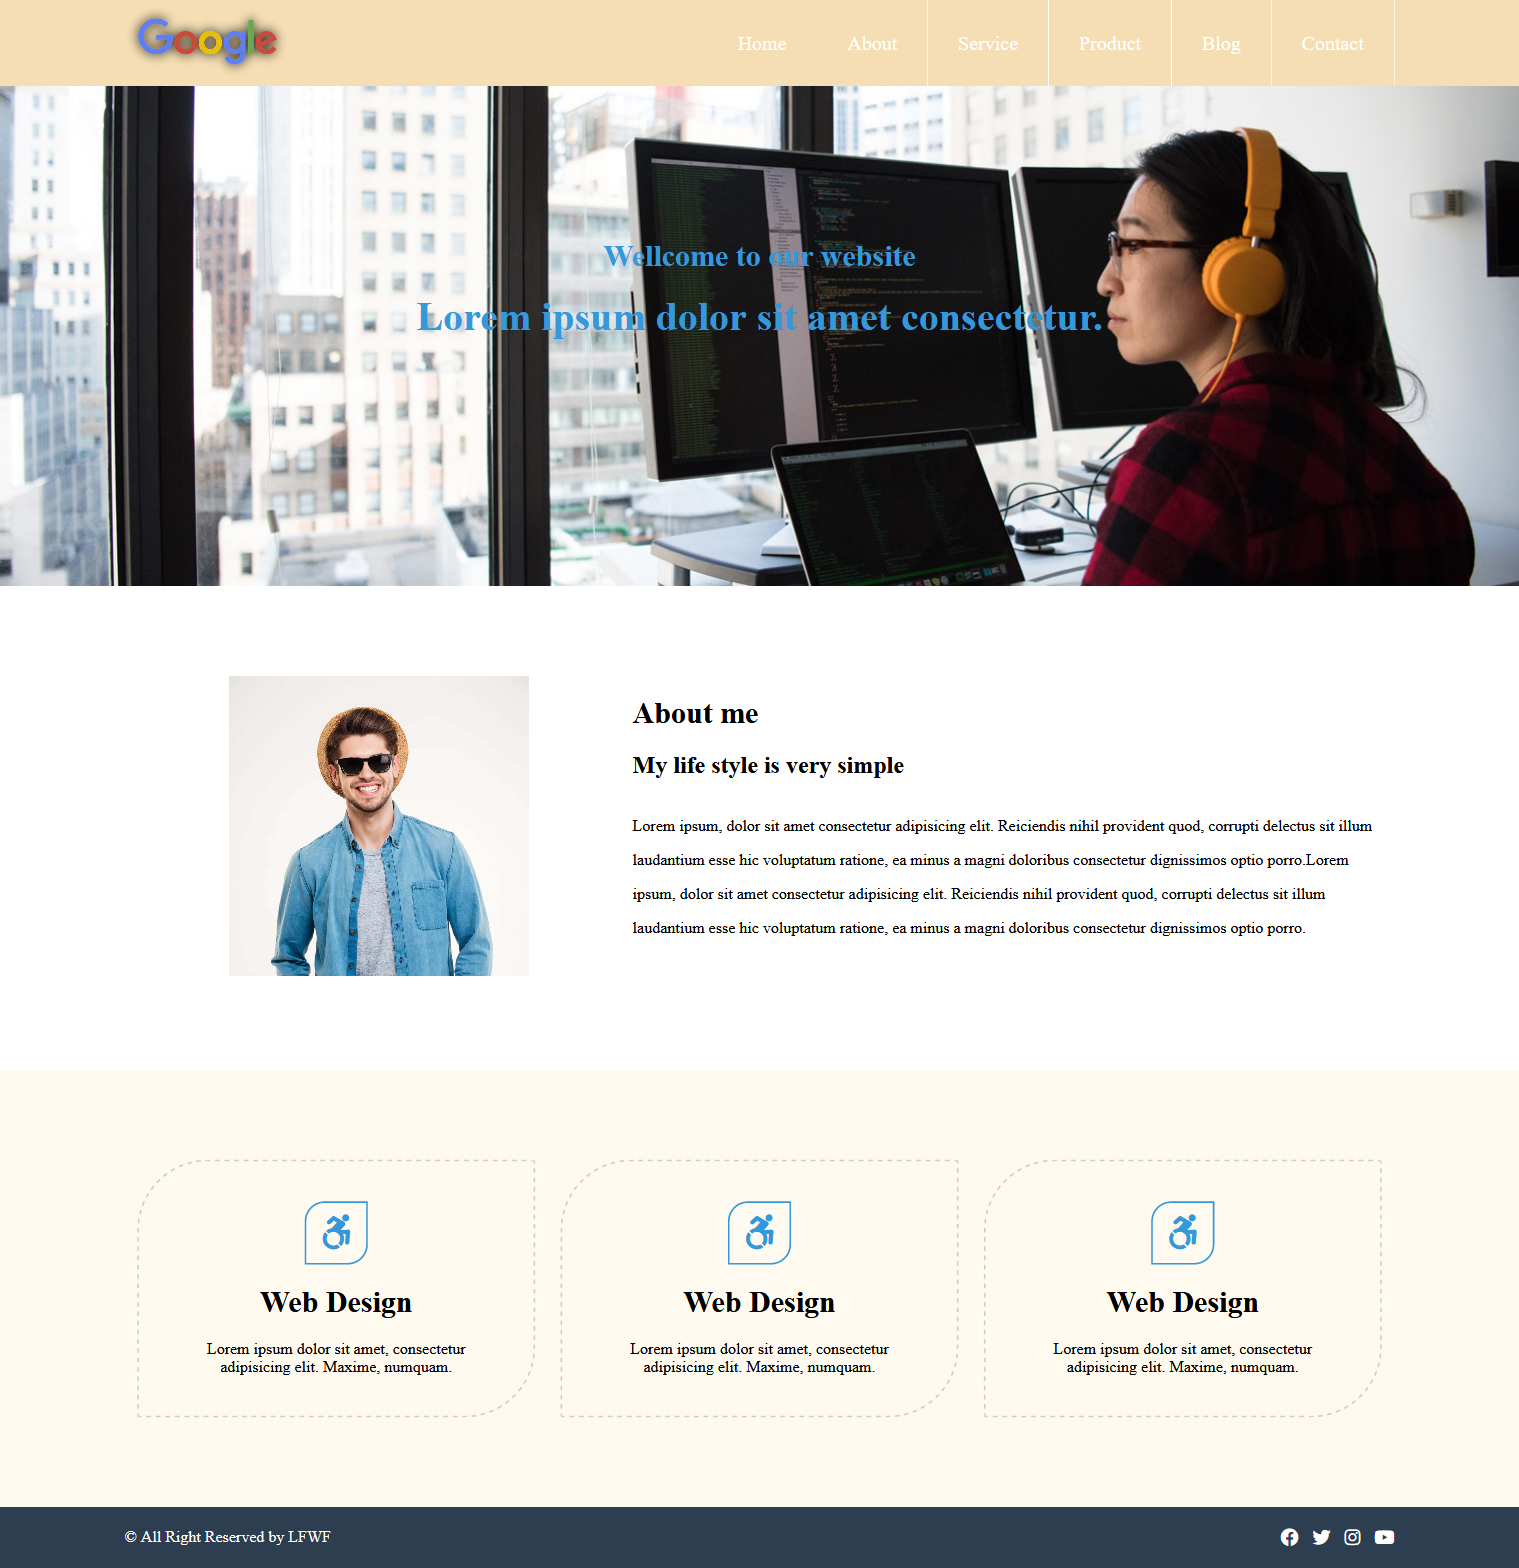 Google
Home About Service Product Blog Contact
Wellcome to our website
Lorem ipsum dolor sit amet consectetur.
About me
My life style is very simple
Lorem ipsum, dolor sit amet consectetur adipisicing elit. Reiciendis nihil provident quod, corrupti delectus sit illum
laudantium esse hic voluptatum ratione, ea minus a magni doloribus consectetur dignissimos optio porro.Lorem
ipsum, dolor sit amet consectetur adipisicing elit. Reiciendis nihil provident quod, corrupti delectus sit illum
laudantium esse hic voluptatum ratione, ea minus a magni doloribus consectetur dignissimos optio porro.
Web Design
Lorem ipsum dolor sit amet, consectetur
adipisicing elit. Maxime, numquam.
Web Design
Lorem ipsum dolor sit amet, consectetur
adipisicing elit. Maxime, numquam.
Web Design
Lorem ipsum dolor sit amet, consectetur
adipisicing elit. Maxime, numquam.
© All Right Reserved by LFWF